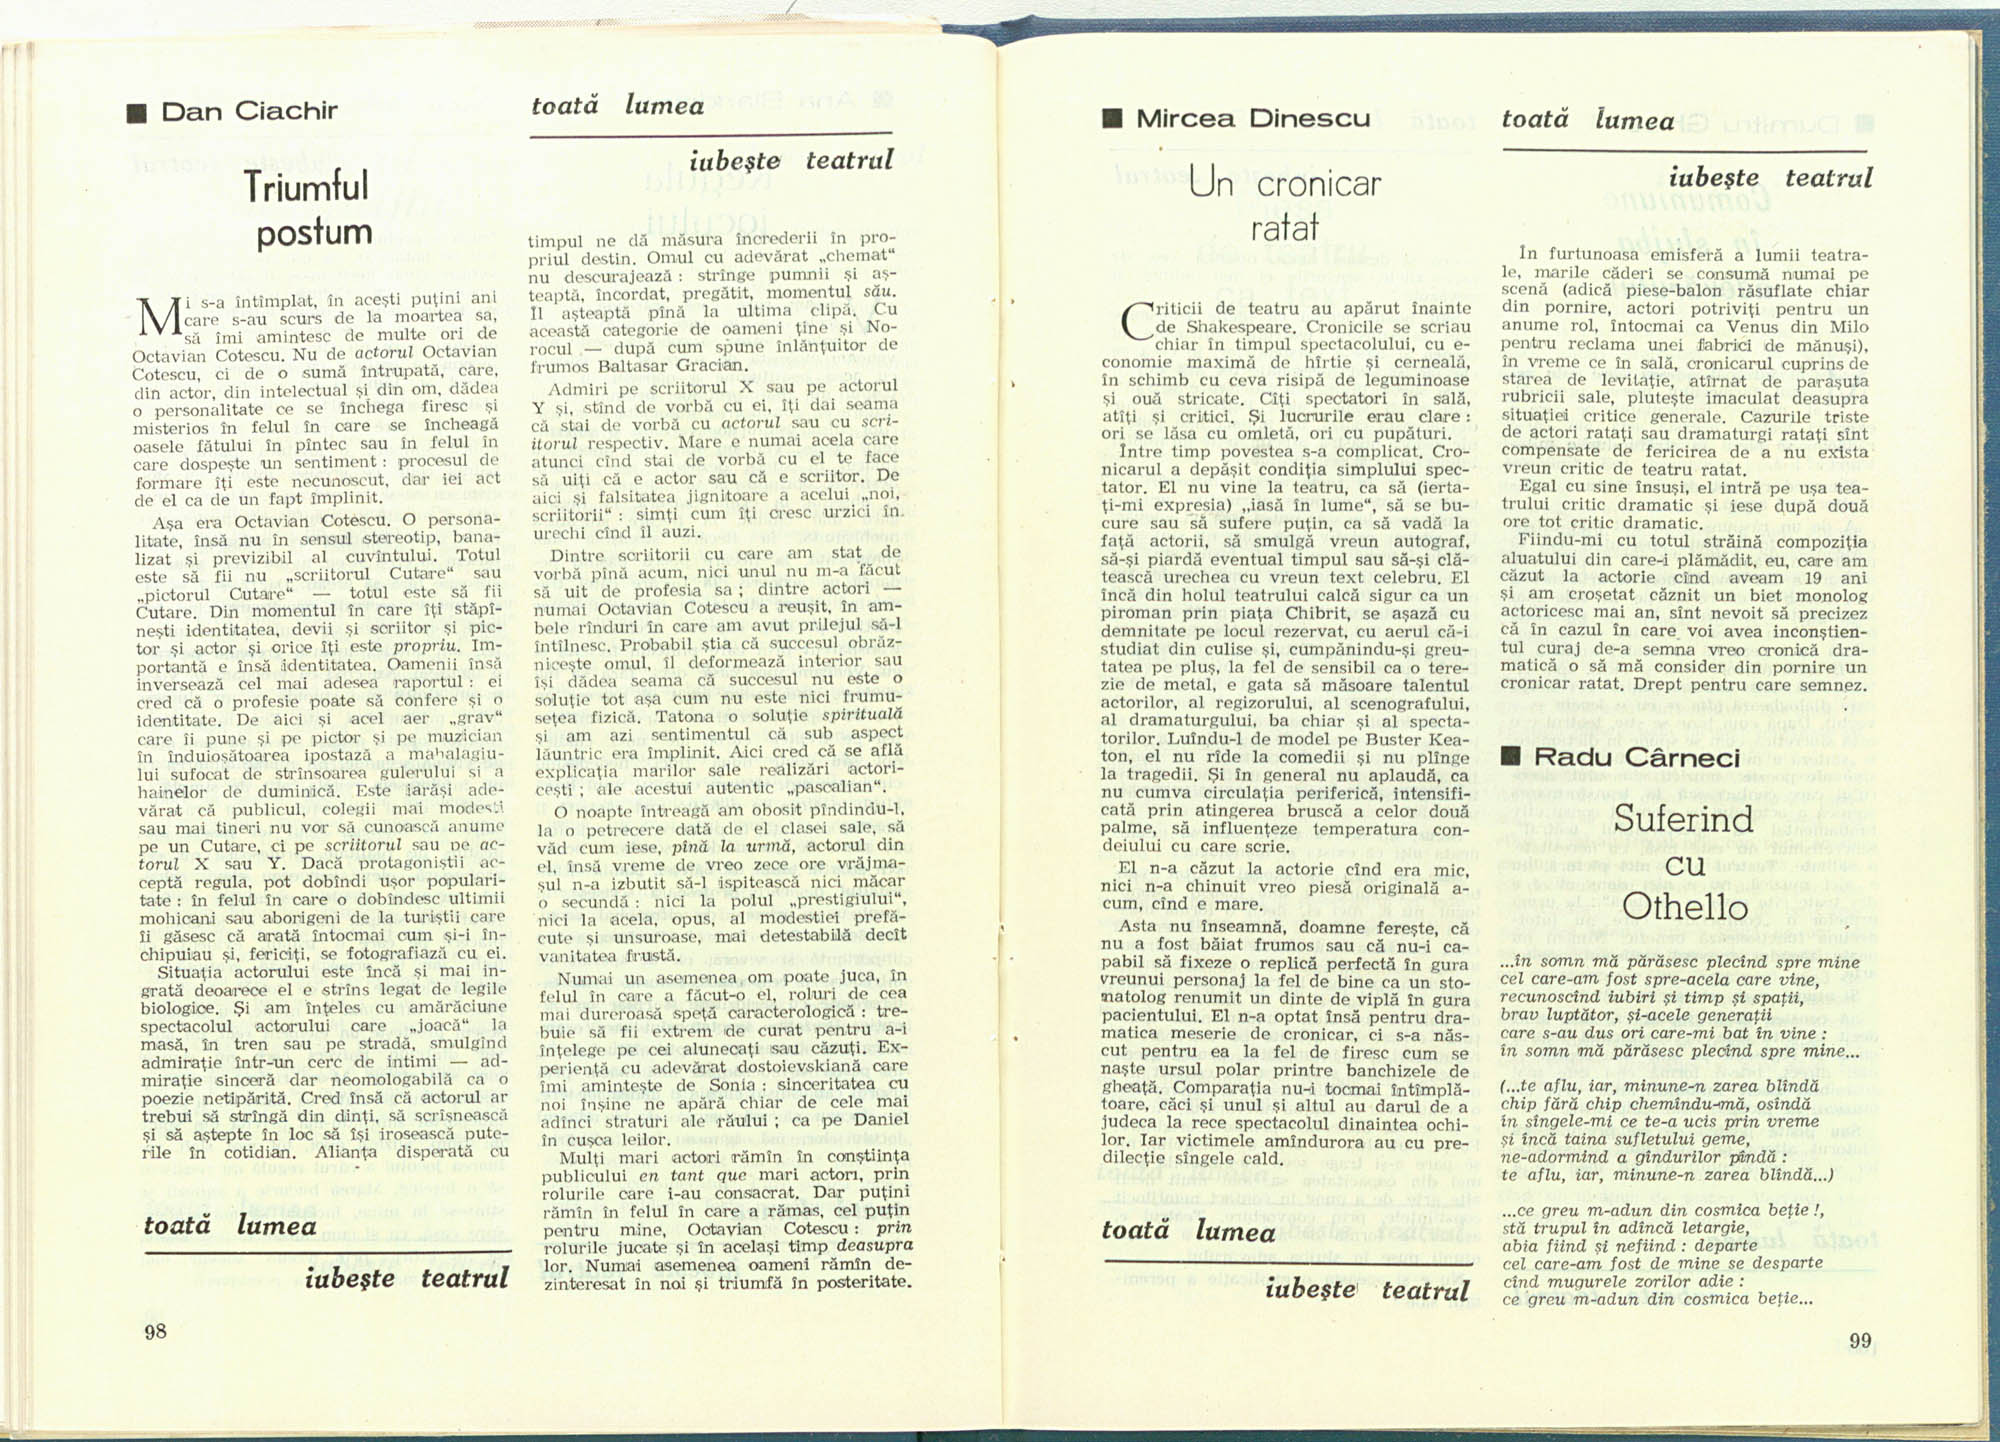 ■ Dan Ciachir
Triumful
postum
Mi s-a întîmplat, în acești puțini ani
care s-au scurs de la moartea sa,
să îmi amintesc de multe ori de
Octavian Cotescu. Nu de actorul Octavian
Cotescu, ci de o sumă întrupată, care,
din actor, din intelectual și din om, dădea
o personalitate ce se închega firesc și
misterios în felul în care se încheagă
oasele fătului în pîntec sau în felul în
care dospește un sentiment : procesul de
formare îți este necunoscut, dar iei act
de el ca de un fapt împlinit.
Așa era Octavian Cotescu. O persona-
litate, însă nu în sensul stereotip, bana-
lizat și previzibil al cuvîntului. Totul
este să fii nu „scriitorul Cutare“ sau
„pictorul Cutare“ — totul este să fii
Cutare. Din momentul în care îți stăpî-
nești identitatea, devii și scriitor și pic-
tor și actor și orice îți este propriu. Im-
portantă e însă identitatea. Oamenii însă
inversează cel mai adesea raportul : ei
cred că o profesie poate să confere și o
identitate. De aici și acel aer „grav“
care îi pune și pe pictor și pe muzician
în înduioșătoarea ipostază a mahalagiu-
lui sufocat de strînsoarea gulerului și a
hainelor de duminică. Este iarăși ade-
vărat că publicul, colegii mai modești
sau mai tineri nu vor să cunoască anume
pe un Cutare, ci pe scriitorul sau pe ac-
torul X sau Y. Dacă protagoniștii ac-
ceptă regula, pot dobîndi ușor populari-
tate : în felul în care o dobîndesc ultimii
mohicani sau aborigeni de la turiștii care
îi găsesc că arată întocmai cum și-i în-
chipuiau și, fericiți, se fotografiază cu ei.
Situația actorului este încă și mai in-
grată deoarece el e strîns legat de legile
biologice. Și am înțeles cu amărăciune
spectacolul actorului care „joacă“ la
masă, în tren sau pe stradă, smulgînd
admirație într-un cerc de intimi — ad-
mirație sinceră dar neomologabilă ca o
poezie netipărită. Cred însă că actorul ar
trebui să stringă din dinți, să scrîșnească
și să aștepte în loc să își irosească pute-
rile în cotidian. Alianța disperată cu
toată lumea
iubește teatrul
98
toată lumea
iubește teatrul
timpul ne dă măsura încrederii în pro-
priul destin. Omul cu adevărat „chemat“
nu descurajează : strînge pumnii și aș-
teaptă, încordat, pregătit, momentul său.
Îl așteaptă pînă la ultima clipă. Cu
această categorie de oameni ține și No-
rocul — după cum spune înlănțuitor de
frumos Baltasar Gracian.
Admiri pe scriitorul X sau pe actorul
Y și, stînd de vorbă cu ei, îți dai seama
că stai de vorbă cu actorul sau cu scri-
itorul respectiv. Mare e numai acela care
atunci cînd stai de vorbă cu el te face
să uiți că e actor sau că e scriitor. De
aici și falsitatea jignitoare a acelui „noi,
scriitorii“ : simți cum îți cresc urzici în
urechi cînd îl auzi.
Dintre scriitorii cu care am stat de
vorbă pînă acum, nici unul nu m-a făcut
să uit de profesia sa ; dintre actori —
numai Octavian Cotescu a reușit, în am-
bele rînduri în care am avut prilejul să-l
întîlnesc. Probabil știa că succesul obrăz-
nicește omul, îl deformează interior sau
își dădea seama că succesul nu este o
soluție tot așa cum nu este nici frumu-
sețea fizică. Tatona o soluție spirituală
și am azi sentimentul că sub aspect
lăuntric era împlinit. Aici cred că se află
explicația marilor sale realizări actori-
cești ; ale acestui autentic „pascalian“.
O noapte întreagă am obosit pîndindu-l,
la o petrecere dată de el clasei sale, să
văd cum iese, pînă la urmă, actorul din
el, însă vreme de vreo zece ore vrăjma-
șul n-a izbutit să-l ispitească nici măcar
o secundă : nici la polul „prestigiului“,
nici la acela, opus, al modestiei prefă-
cute și unsuroase, mai detestabilă decît
vanitatea frustă.
Numai un asemenea om poate juca, în
felul în care a făcut-o el, roluri de cea
mai dureroasă speță caracterologică : tre-
buie să fii extrem de curat pentru a-i
înțelege pe cei alunecați sau căzuți. Ex-
periență cu adevărat dostoievskiană care
îmi amintește de Sonia : sinceritatea cu
noi înșine ne apără chiar de cele mai
adînci straturi ale răului ; ca pe Daniel
în cușca leilor.
Mulți mari actori rămîn în conștiința
publicului en tant que mari actori, prin
rolurile care i-au consacrat. Dar puțini
rămîn în felul în care a rămas, cel puțin
pentru mine, Octavian Cotescu : prin
rolurile jucate și în același timp deasupra
lor. Numai asemenea oameni rămîn de-
zinteresat în noi și triumfă în posteritate.
■ Mircea Dinescu
Un cronicar
ratat
Criticii de teatru au apărut înainte
de Shakespeare. Cronicile se scriau
chiar în timpul spectacolului, cu e-
conomie maximă de hîrtie și cerneală,
în schimb cu ceva risipă de leguminoase
și ouă stricate. Cîți spectatori în sală,
atîți și critici. Și lucrurile erau clare :
ori se lăsa cu omletă, ori cu pupături.
Între timp povestea s-a complicat. Cro-
nicarul a depășit condiția simplului spec-
tator. El nu vine la teatru, ca să (ierta-
ți-mi expresia) „iasă în lume“, să se bu-
cure sau să sufere puțin, ca să vadă la
față actorii, să smulgă vreun autograf,
să-și piardă eventual timpul sau să-și clă-
tească urechea cu vreun text celebru. El
încă din holul teatrului calcă sigur ca un
piroman prin piața Chibrit, se așază cu
demnitate pe locul rezervat, cu aerul că-i
studiat din culise și, cumpănindu-și greu-
tatea pe pluș, la fel de sensibil ca o tere-
zie de metal, e gata să măsoare talentul
actorilor, al regizorului, al scenografului,
al dramaturgului, ba chiar și al specta-
torilor. Luîndu-l de model pe Buster Kea-
ton, el nu rîde la comedii și nu plînge
la tragedii. Și în general nu aplaudă, ca
nu cumva circulația periferică, intensifi-
cată prin atingerea bruscă a celor două
palme, să influențeze temperatura con-
deiului cu care scrie.
El n-a căzut la actorie cînd era mic,
nici n-a chinuit vreo piesă originală a-
cum, cînd e mare.
Asta nu înseamnă, doamne ferește, că
nu a fost băiat frumos sau că nu-i ca-
pabil să fixeze o replică perfectă în gura
vreunui personaj la fel de bine ca un sto-
matolog renumit un dinte de viplă în gura
pacientului. El n-a optat însă pentru dra-
matica meserie de cronicar, ci s-a năs-
cut pentru ea la fel de firesc cum se
naște ursul polar printre banchizele de
gheață. Comparația nu-i tocmai întîmplă-
toare, căci și unul și altul au darul de a
judeca la rece spectacolul dinaintea ochi-
lor. Iar victimele amîndurora au cu pre-
dilecție sîngele cald.
toată lumea
iubește teatrul
toată lumea
iubește teatrul
În furtunoasa emisferă a lumii teatra-
le, marile căderi se consumă numai pe
scenă (adică piese-balon răsuflate chiar
din pornire, actori potriviți pentru un
anume rol, întocmai ca Venus din Milo
pentru reclama unei fabrici de mănuși),
în vreme ce în sală, cronicarul cuprins de
starea de levitație, atîrnat de parașuta
rubricii sale, plutește imaculat deasupra
situației critice generale. Cazurile triste
de actori ratați sau dramaturgi ratați sînt
compensate de fericirea de a nu exista
vreun critic de teatru ratat.
Egal cu sine însuși, el intră pe ușa tea-
trului critic dramatic și iese după două
ore tot critic dramatic.
Fiindu-mi cu totul străină compoziția
aluatului din care-i plămădit, eu, care am
căzut la actorie cînd aveam 19 ani
și am croșetat căznit un biet monolog
actoricesc mai an, sînt nevoit să precizez
că în cazul în care voi avea inconștien-
tul curaj de-a semna vreo cronică dra-
matică o să mă consider din pornire un
cronicar ratat. Drept pentru care semnez.
■ Radu Cârneci
Suferind
cu
Othello
...în somn mă părăsesc plecînd spre mine
cel care-am fost spre-acela care vine,
recunoscînd iubiri și timp și spații,
brav luptător, și-acele generații
care s-au dus ori care-mi bat în vine :
în somn mă părăsesc plecînd spre mine...
(...te aflu, iar, minune-n zarea blîndă
chip fără chip chemîndu-mă, osîndă
in sîngele-mi ce te-a ucis prin vreme
și încă taina sufletului geme,
ne-adormind a gîndurilor pîndă :
te aflu, iar, minune-n zarea blîndă...)
...ce greu m-adun din cosmica beție !,
stă trupul în adîncă letargie,
abia fiind și nefiind : departe
cel care-am fost de mine se desparte
cînd mugurele zorilor adie :
ce greu m-adun din cosmica beție...
99